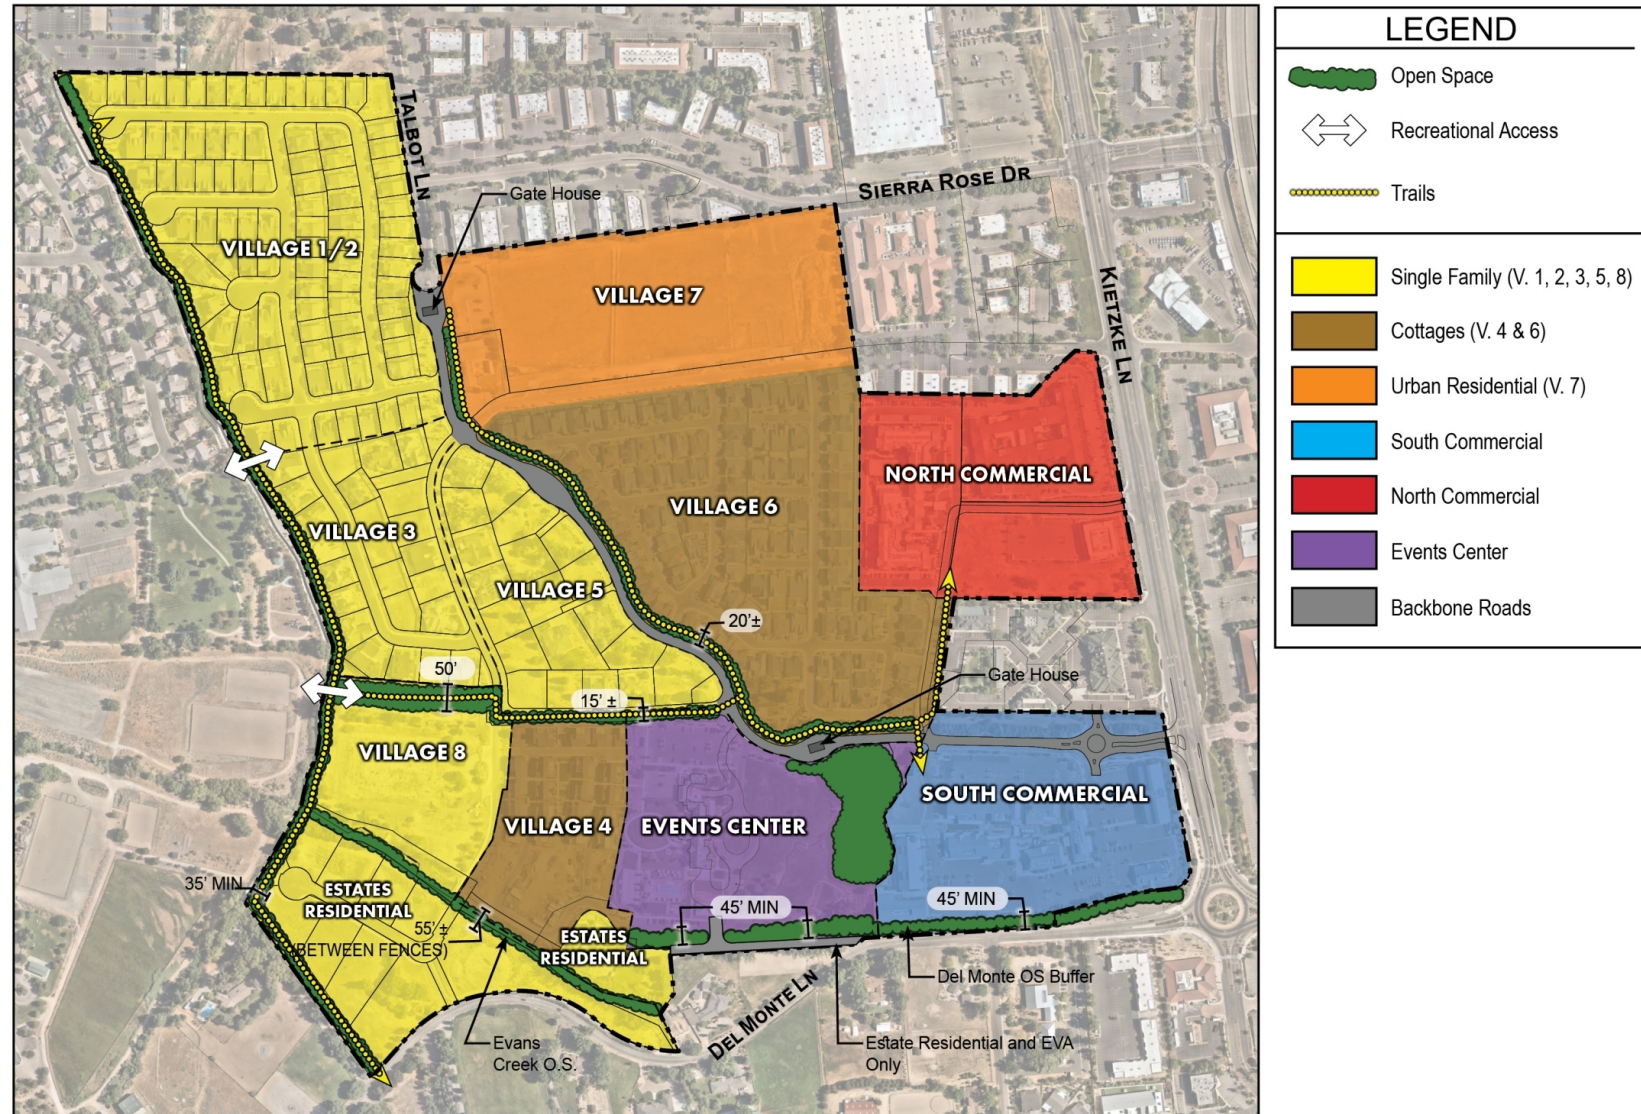 TALBOT LN
Gate House
SIERRA ROSE DR
VILLAGE 1/2
VILLAGE 7
KIETZKE LN
NORTH COMMERCIAL
VILLAGE 6
VILLAGE 3
VILLAGE 5
20'±
50'
15' ±
Gate House
VILLAGE 8
SOUTH COMMERCIAL
VILLAGE 4
EVENTS CENTER
35' MIN
ESTATES
RESIDENTIAL
45' MIN
45' MIN
55' ±
(BETWEEN FENCES)
ESTATES
RESIDENTIAL
Del Monte OS Buffer
DEL MONTE LN
Evans
Creek O.S.
Estate Residential and EVA
Only
LEGEND
Open Space
Recreational Access
Trails
Single Family (V. 1, 2, 3, 5, 8)
Cottages (V. 4 & 6)
Urban Residential (V. 7)
South Commercial
North Commercial
Events Center
Backbone Roads